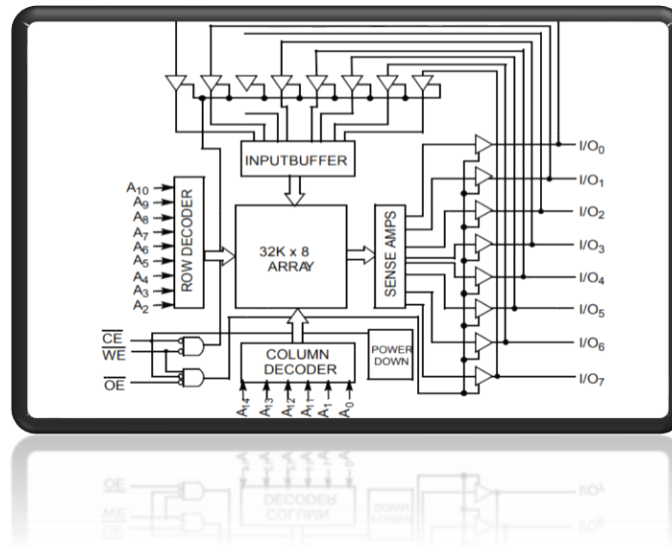 INPUTBUFFER
I/O0
I/O1
I/O2
I/O3
I/O4
I/O5
I/O6
I/O7
A10
A9
A8
A7
A6
A5
A4
A3
A2
ROW DECODER
32K x 8
ARRAY
SENSE AMPS
CE
WE
OE
COLUMN
DECODER
POWER
DOWN
A14
A13
A12
A11
A1
A0